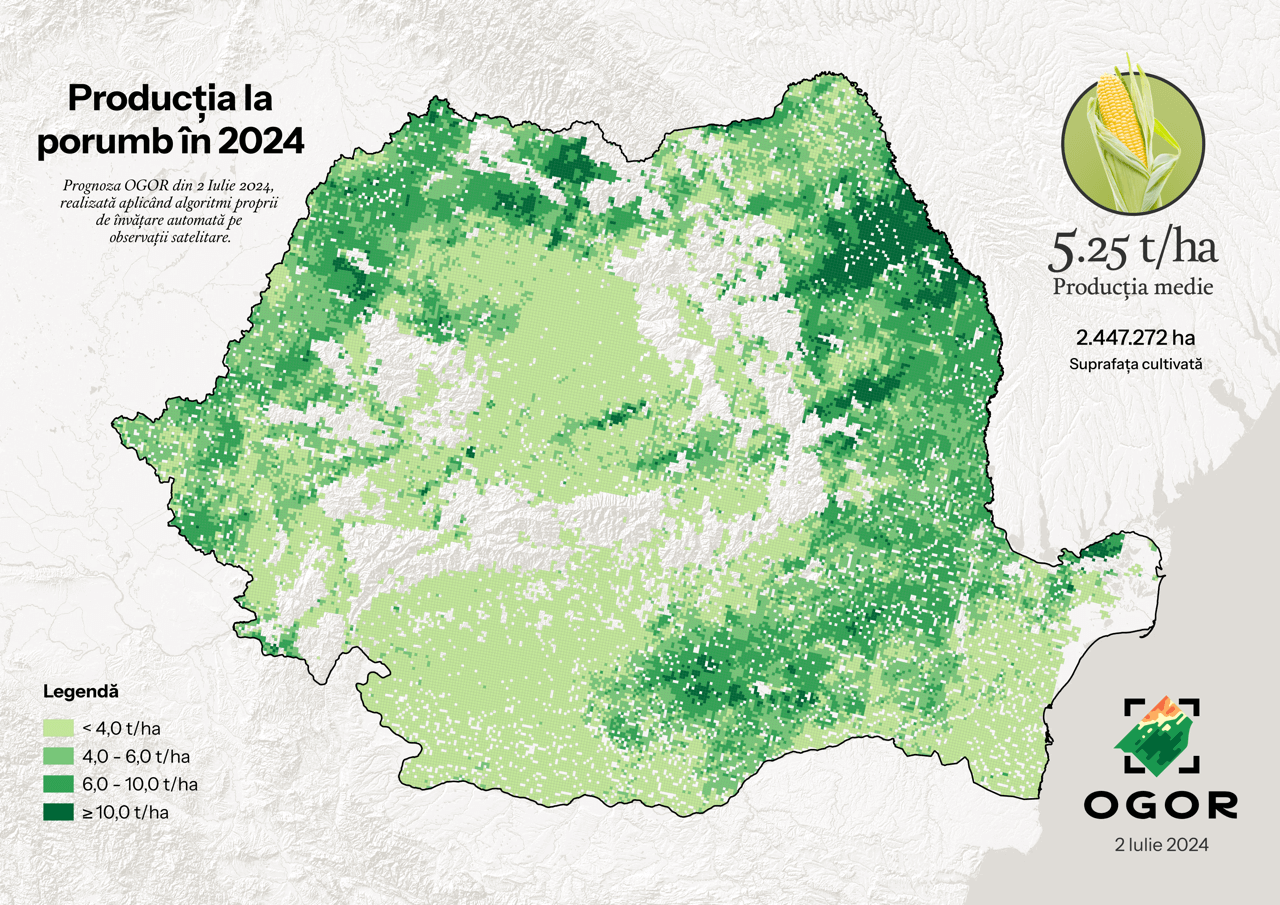 Producția la
porumb în 2024
Prognoza OGOR din 2 Iulie 2024,
realizată aplicând algoritmi proprii
de învățare automată pe
observații satelitare.
5.25 t/ha
Producția medie
2.447.272 ha
Suprafața cultivată
Legendă
< 4,0 t/ha
4,0 - 6,0 t/ha
6,0 - 10,0 t/ha
≥ 10,0 t/ha
OGOR
2 Iulie 2024